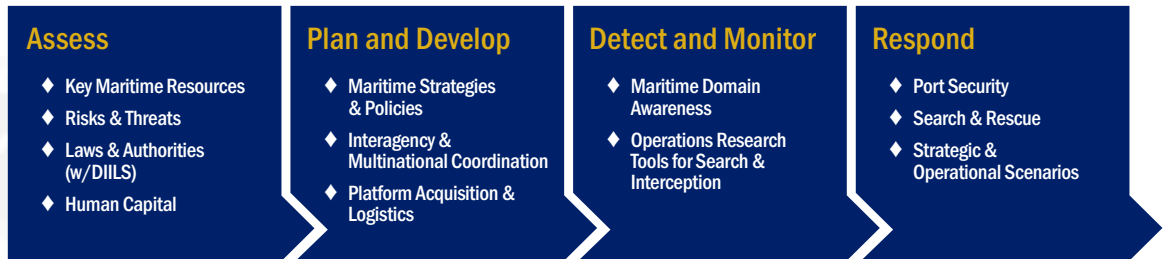 Assess
♦ Key Maritime Resources
♦ Risks & Threats
♦ Laws & Authorities
(w/DIILS)
♦ Human Capital
Plan and Develop
♦ Maritime Strategies
& Policies
♦ Interagency &
Multinational Coordination
♦ Platform Acquisition &
Logistics
Detect and Monitor
♦ Maritime Domain
Awareness
♦ Operations Research
Tools for Search &
Interception
Respond
♦ Port Security
♦ Search & Rescue
♦ Strategic &
Operational Scenarios